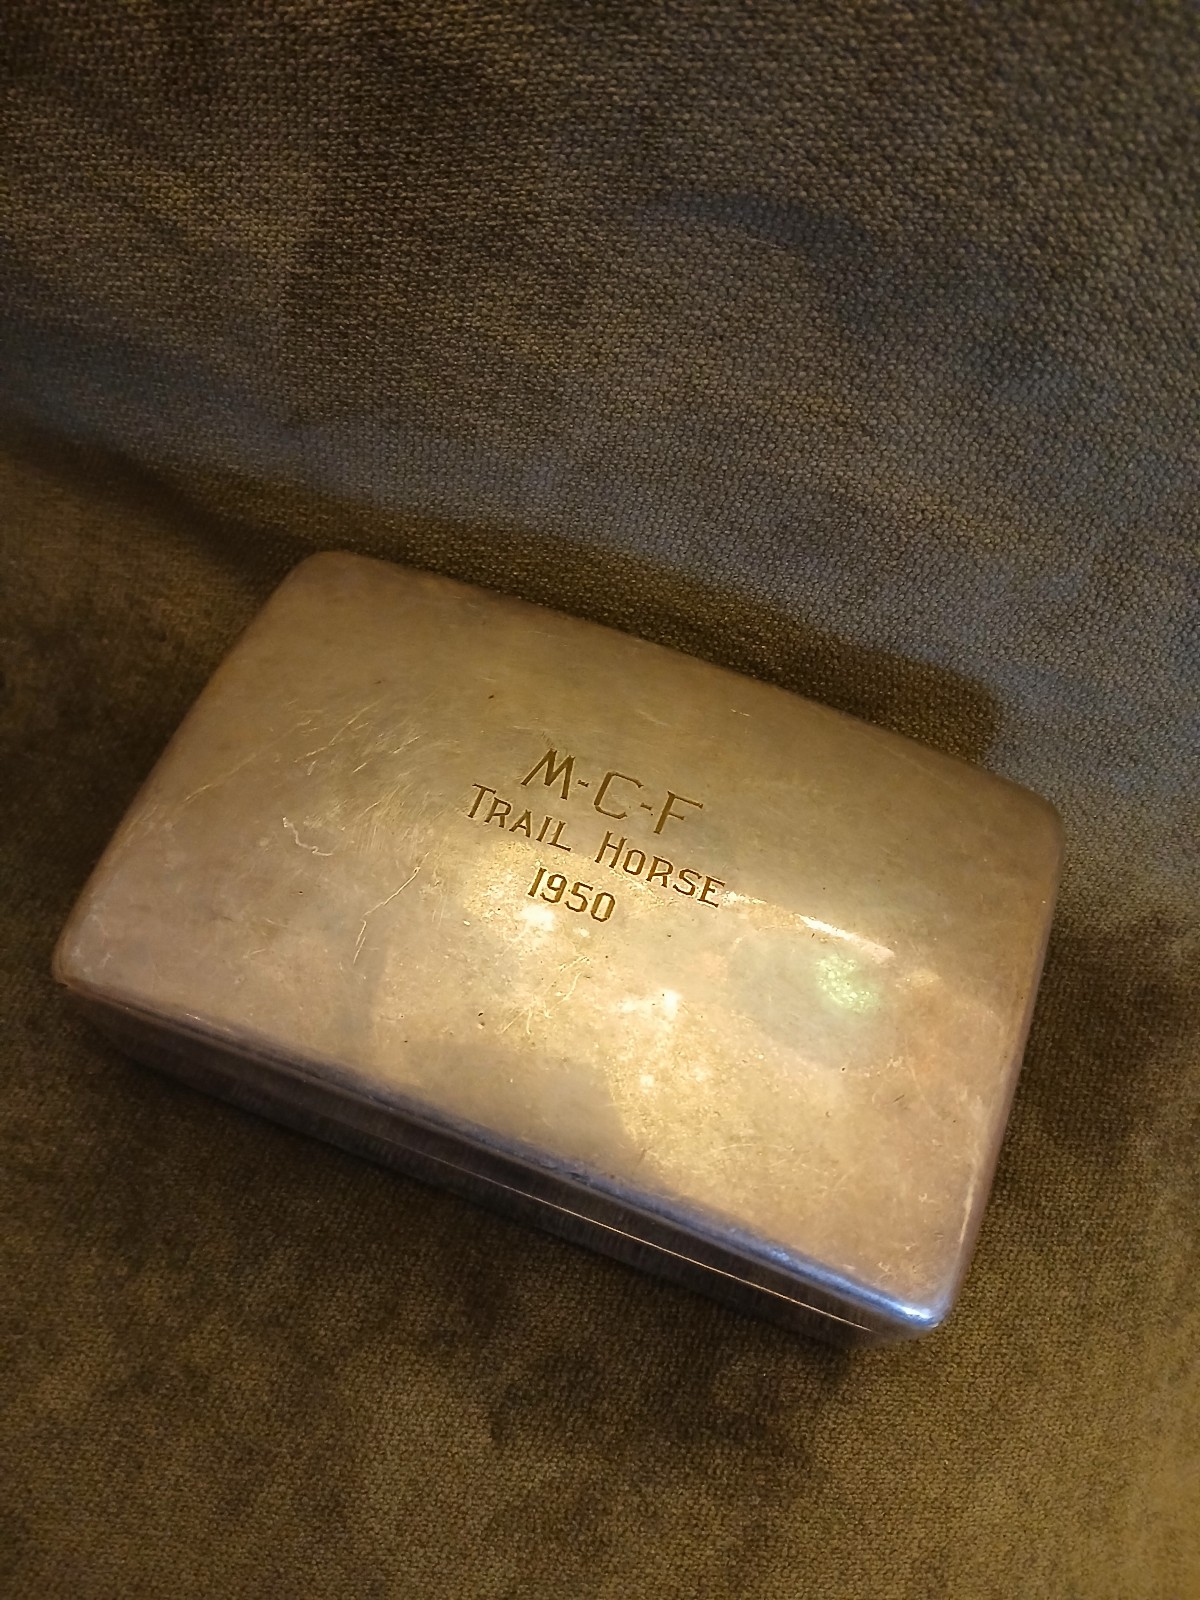 M-C-F
TRAIL HORSE
1950